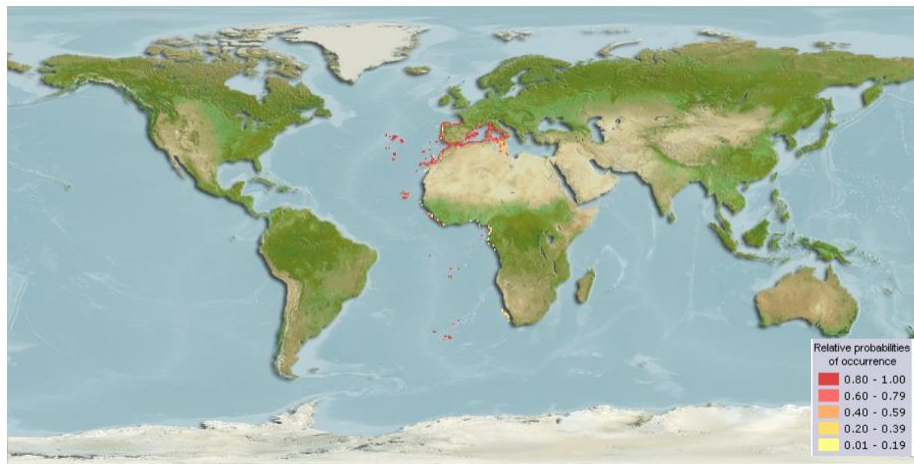 Relative probabilities
of occurrence
0.80 - 1.00
0.60 - 0.79
0.40 - 0.59
0.20 - 0.39
0.01 - 0.19